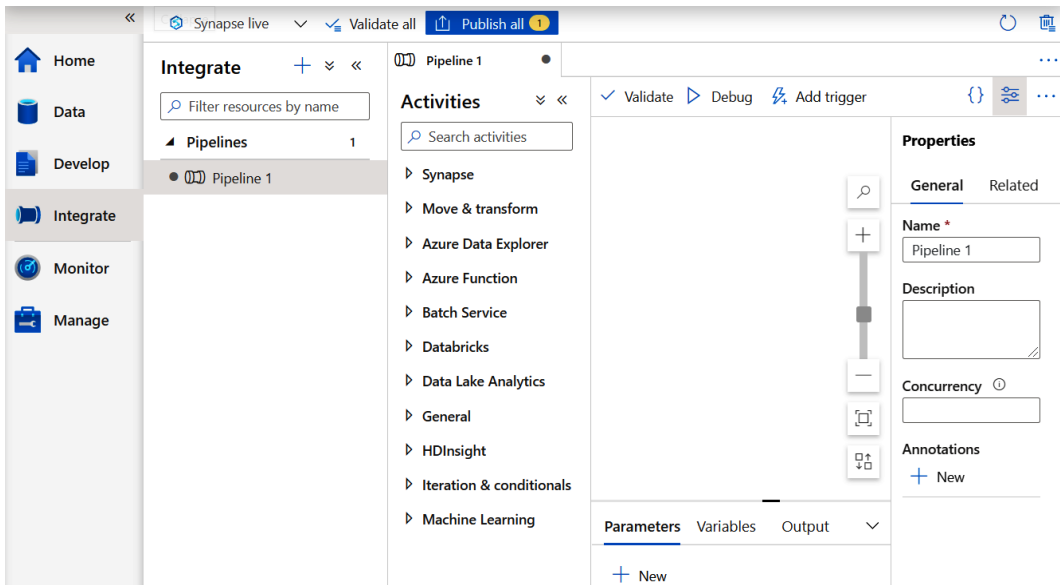 «
Synapse live
Validate all
Publish all 1
Home
Data
Develop
Integrate
Monitor
Manage
Integrate
+
«
Filter resources by name
Pipelines 1
Pipeline 1
Pipeline 1
...
Activities
«
Search activities
Synapse
Move & transform
Azure Data Explorer
Azure Function
Batch Service
Databricks
Data Lake Analytics
General
HDInsight
Iteration & conditionals
Machine Learning
Validate Debug Add trigger
{} ...
Parameters Variables Output
+ New
Properties
General Related
Name *
Pipeline 1
Description
Concurrency
Annotations
+ New